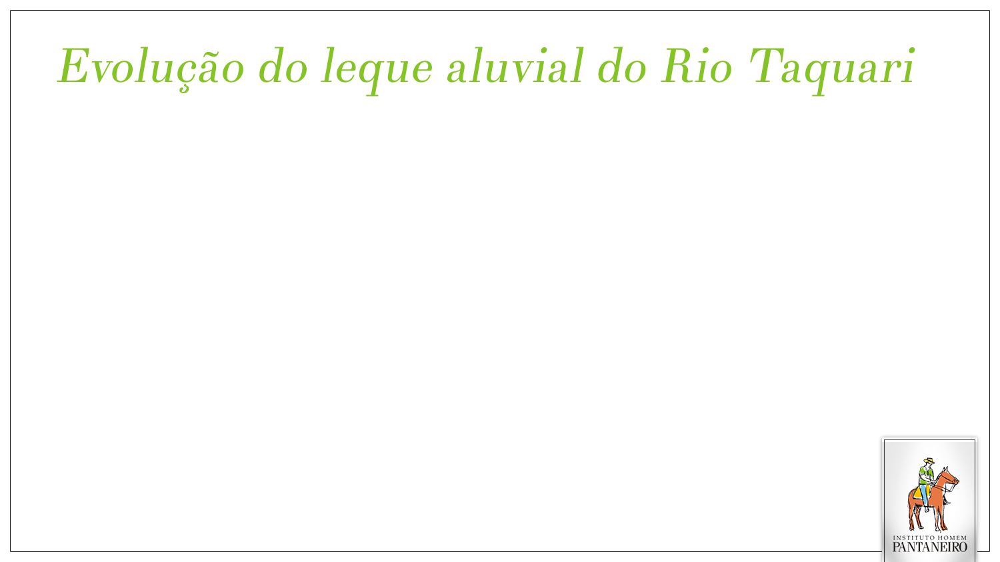 Evolução do leque aluvial do Rio Taquari
INSTITUTO HOMEM
PANTANEIRO